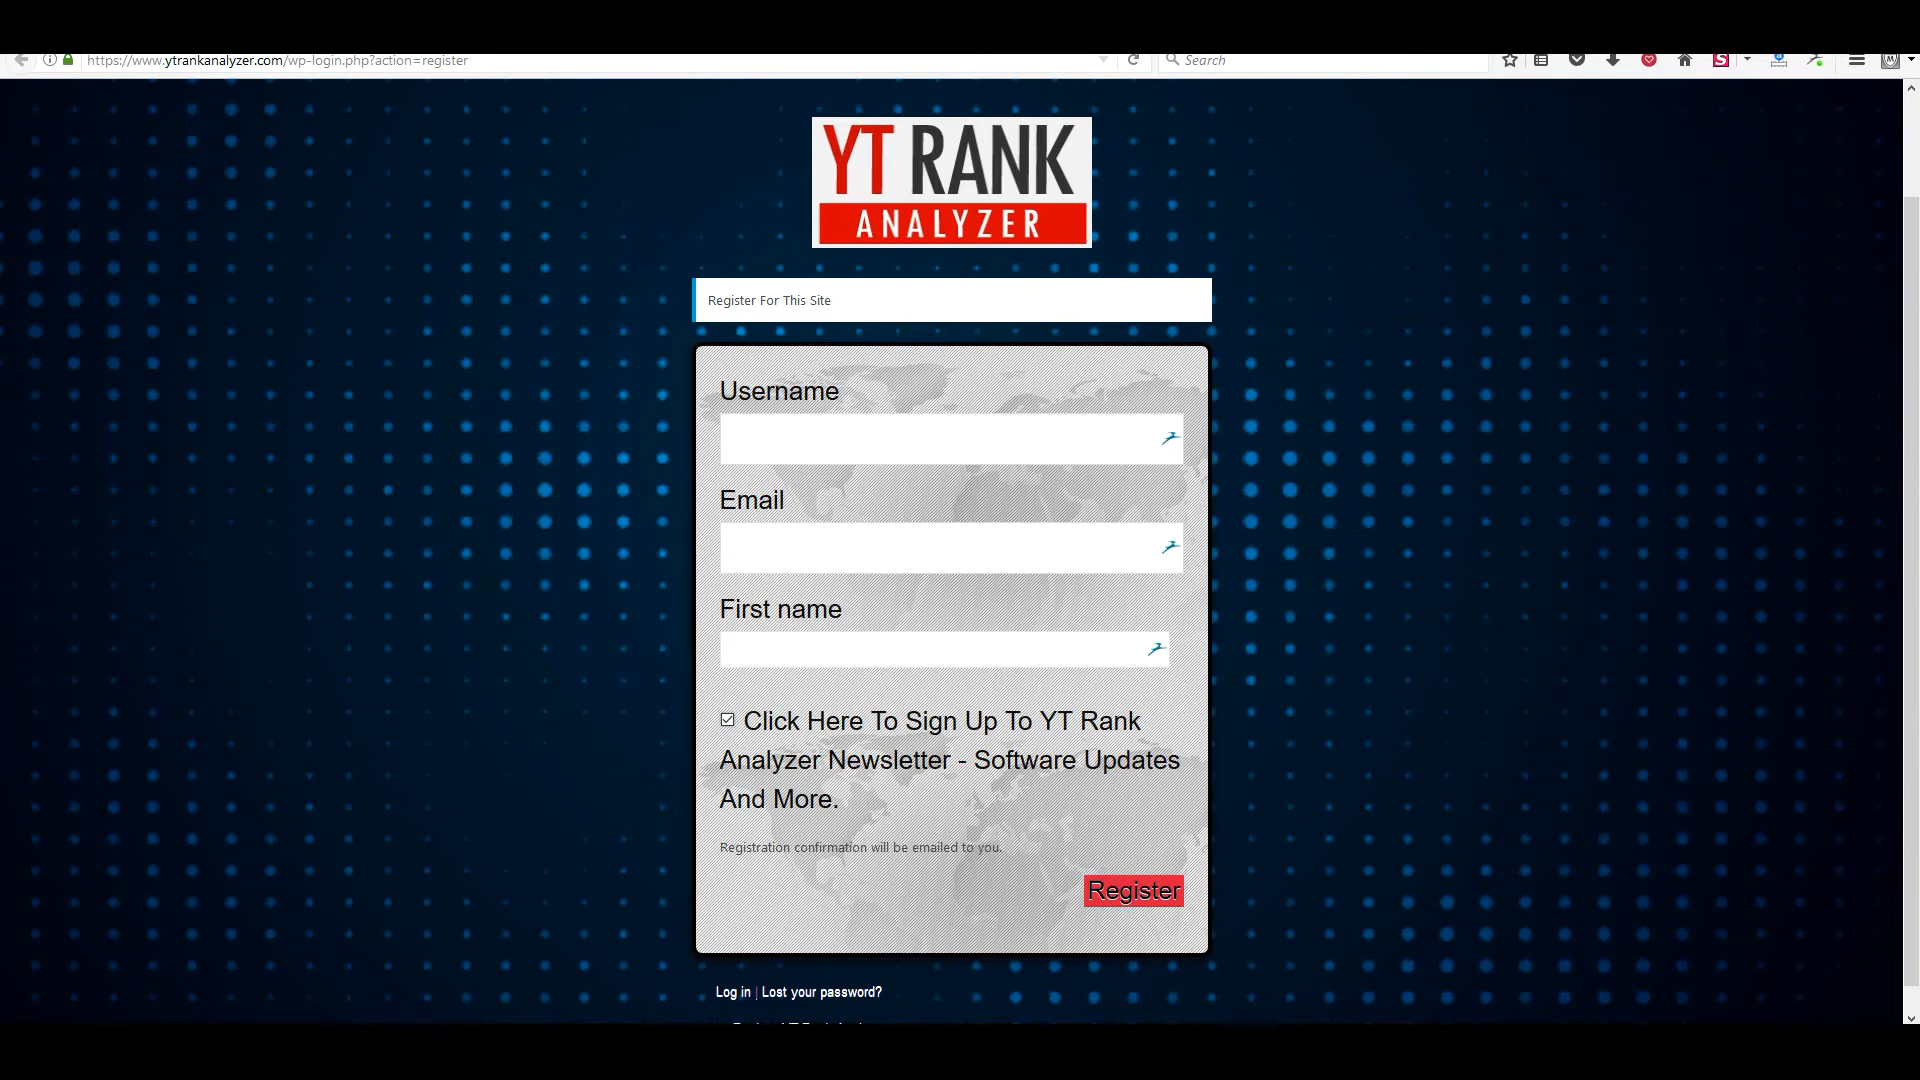 https://www.ytrankanalyzer.com/wp-login.php?action=register
Search
YT RANK
ANALYZER
Register For This Site
Username
Email
First name
Click Here To Sign Up To YT Rank
Analyzer Newsletter - Software Updates
And More.
Registration confirmation will be emailed to you.
Register
Log in | Lost your password?